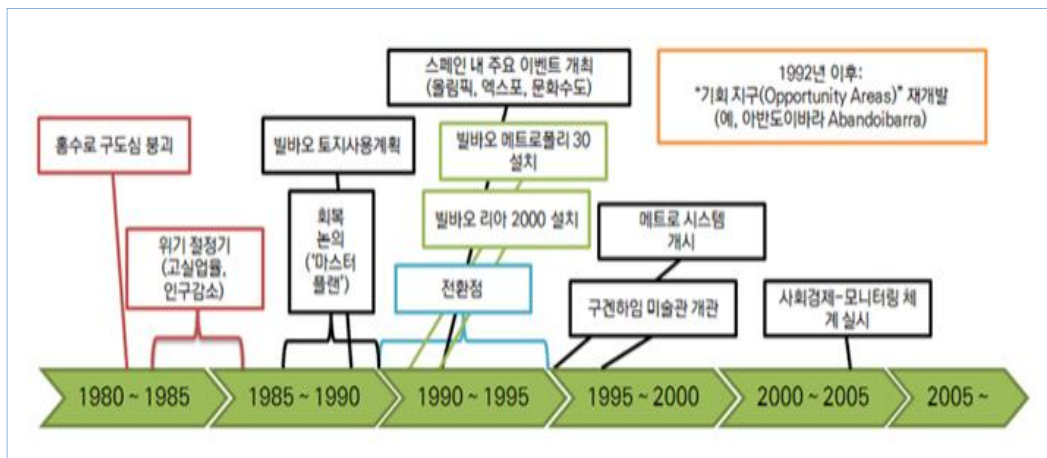 스페인 내 주요 이벤트 개최
(올림픽, 엑스포, 문화수도)
1992년 이후:
“기회 지구(Opportunity Areas)” 재개발
(예, 아반도이바라 Abandoibarra)
홍수로 구도심 붕괴
빌바오 토지사용계획
빌바오 메트로폴리 30
설치
회복
논의
(‘마스터
플랜’)
빌바오 리아 2000 설치
메트로 시스템
개시
위기 절정기
(고실업률,
인구감소)
전환점
구겐하임 미술관 개관
사회경제-모니터링 체
계 실시
1980 ~ 1985
1985 ~ 1990
1990 ~ 1995
1995 ~ 2000
2000 ~ 2005
2005 ~